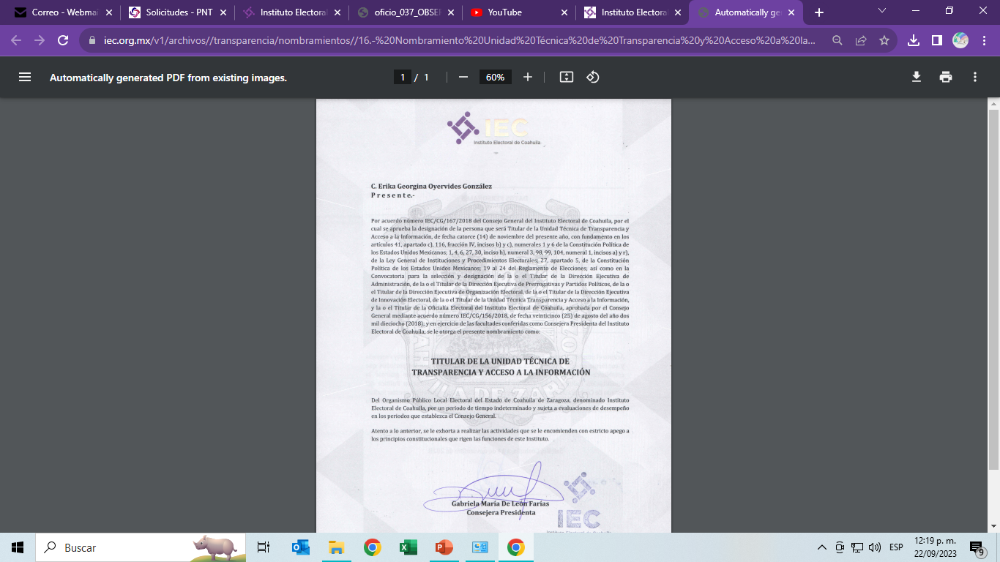 Correo - Webmai
Solicitudes - PNT
Instituto Electoral
oficio_037_OBSE
YouTube
Instituto Electoral
Automatically ge
iec.org.mx/v1/archivos//transparencia/nombramientos//16.-%20Nombramiento%20Unidad%20Técnica%20de%20Transparencia%20y%20Acceso%20a%20la...
Automatically generated PDF from existing images.
1 / 1
60%
IEC
Instituto Electoral de Coahuila
C. Erika Georgina Oyervides González
P r e s e n t e.-
Por acuerdo número IEC/CG/167/2018 del Consejo General del Instituto Electoral de Coahuila, por el
cual se aprueba la designación de la persona que será Titular de la Unidad Técnica de Transparencia y
Acceso a la Información, de fecha catorce (14) de noviembre del presente año, con fundamento en los
artículos 41, apartado c), 116, fracción IV, incisos b) y c), numerales 1 y 6 de la Constitución Política de
los Estados Unidos Mexicanos; 1, 4, 6, 27, 30, inciso h), numeral 3, 98, 99, 104, numeral 1, incisos a) y r),
de la Ley General de Instituciones y Procedimientos Electorales; 27, apartado 5, de la Constitución
Política de los Estados Unidos Mexicanos; 19 al 24 del Reglamento de Elecciones; así como en la
Convocatoria para la selección y designación de la o el Titular de la Dirección Ejecutiva de
Administración, de la o el Titular de la Dirección Ejecutiva de Prerrogativas y Partidos Políticos, de la o
el Titular de la Dirección Ejecutiva de Organización Electoral, de la o el Titular de la Dirección Ejecutiva
de Innovación Electoral, de la o el Titular de la Unidad Técnica Transparencia y Acceso a la Información,
y la o el Titular de la Oficialía Electoral del Instituto Electoral de Coahuila, aprobada por el Consejo
General mediante acuerdo número IEC/CG/156/2018, de fecha veinticinco (25) de agosto del año dos
mil dieciocho (2018); y en ejercicio de las facultades conferidas como Consejera Presidenta del Instituto
Electoral de Coahuila; se le otorga el presente nombramiento como:
TITULAR DE LA UNIDAD TÉCNICA DE
TRANSPARENCIA Y ACCESO A LA INFORMACIÓN
Del Organismo Público Local Electoral del Estado de Coahuila de Zaragoza, denominado Instituto
Electoral de Coahuila, por un periodo de tiempo indeterminado y sujeta a evaluaciones de desempeño
en los periodos que establezca el Consejo General.
Atento a lo anterior, se le exhorta a realizar las actividades que se le encomienden con estricto apego a
los principios constitucionales que rigen las funciones de este Instituto.
Gabriela María De León Farías
Consejera Presidenta
IEC
Buscar
ESP
12:19 p. m.
22/09/2023
9